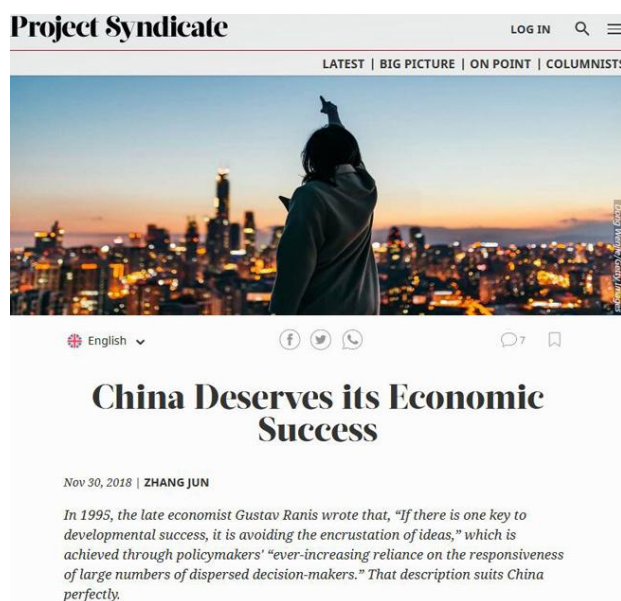 Project Syndicate
LOG IN
LATEST | BIG PICTURE | ON POINT | COLUMNISTS
English
7
China Deserves its Economic
Success
Nov 30, 2018 | ZHANG JUN
In 1995, the late economist Gustav Ranis wrote that, “If there is one key to
developmental success, it is avoiding the encrustation of ideas,” which is
achieved through policymakers' “ever-increasing reliance on the responsiveness
of large numbers of dispersed decision-makers.” That description suits China
perfectly.